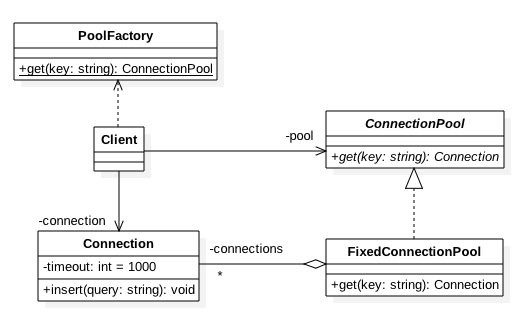 PoolFactory
+get(key: string): ConnectionPool
Client
-pool
ConnectionPool
+get(key: string): Connection
-connection
Connection
-timeout: int = 1000
+insert(query: string): void
-connections
*
FixedConnectionPool
+get(key: string): Connection